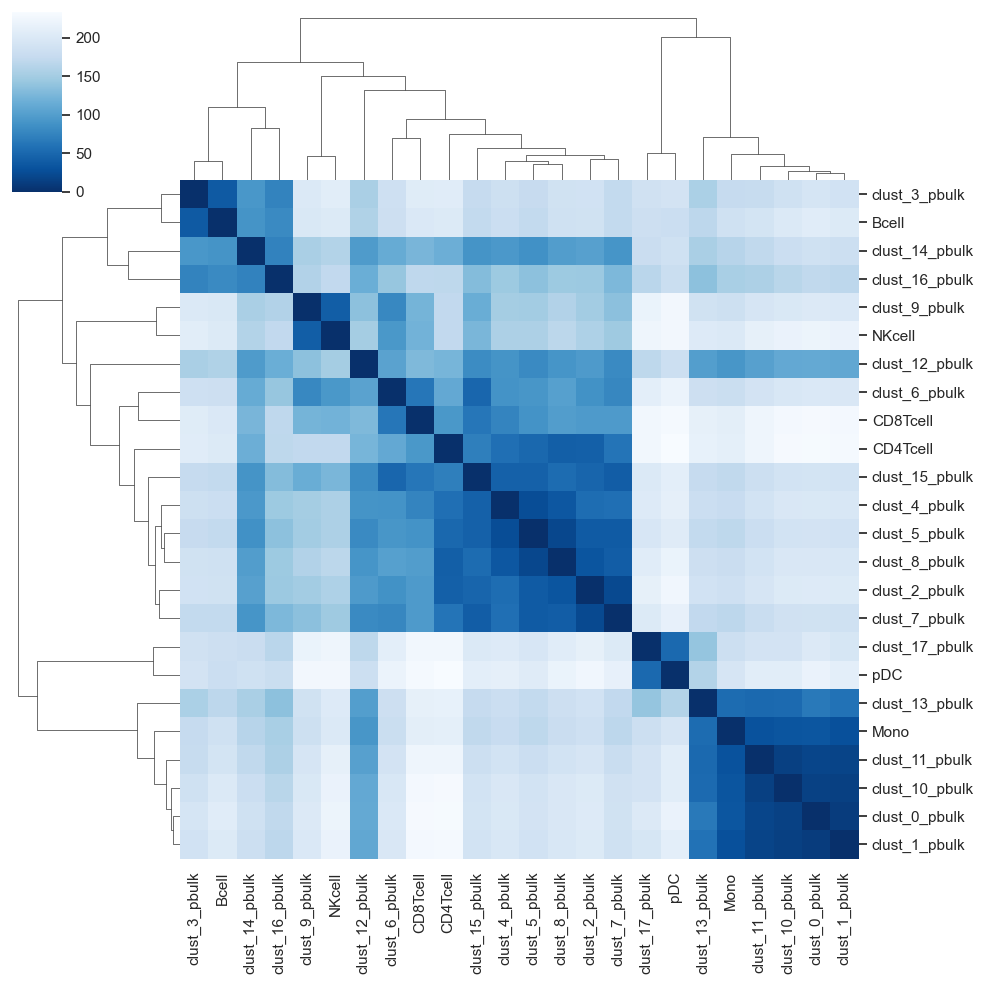 200
150
100
50
0
clust_3_pbulk
Bcell
clust_14_pbulk
clust_16_pbulk
clust_9_pbulk
NKcell
clust_12_pbulk
clust_6_pbulk
CD8Tcell
CD4Tcell
clust_15_pbulk
clust_4_pbulk
clust_5_pbulk
clust_8_pbulk
clust_2_pbulk
clust_7_pbulk
clust_17_pbulk
pDC
clust_13_pbulk
Mono
clust_11_pbulk
clust_10_pbulk
clust_0_pbulk
clust_1_pbulk
clust_3_pbulk
Bcell
clust_14_pbulk
clust_16_pbulk
clust_9_pbulk
NKcell
clust_12_pbulk
clust_6_pbulk
CD8Tcell
CD4Tcell
clust_15_pbulk
clust_4_pbulk
clust_5_pbulk
clust_8_pbulk
clust_2_pbulk
clust_7_pbulk
clust_17_pbulk
pDC
clust_13_pbulk
Mono
clust_11_pbulk
clust_10_pbulk
clust_0_pbulk
clust_1_pbulk